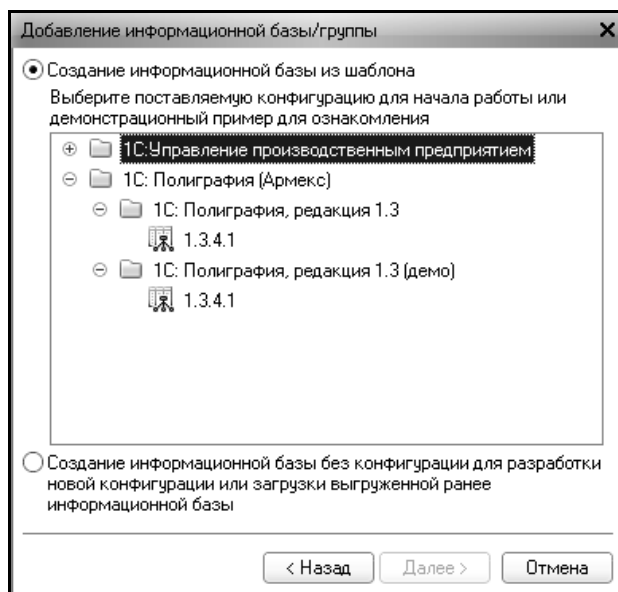 Добавление информационной базы/группы
Создание информационной базы из шаблона
Выберите поставляемую конфигурацию для начала работы или
демонстрационный пример для ознакомления
1С:Управление производственным предприятием
1С: Полиграфия (Армекс)
1С: Полиграфия, редакция 1.3
1.3.4.1
1С: Полиграфия, редакция 1.3 (демо)
1.3.4.1
Создание информационной базы без конфигурации для разработки
новой конфигурации или загрузки выгруженной ранее
информационной базы
< Назад Далее > Отмена